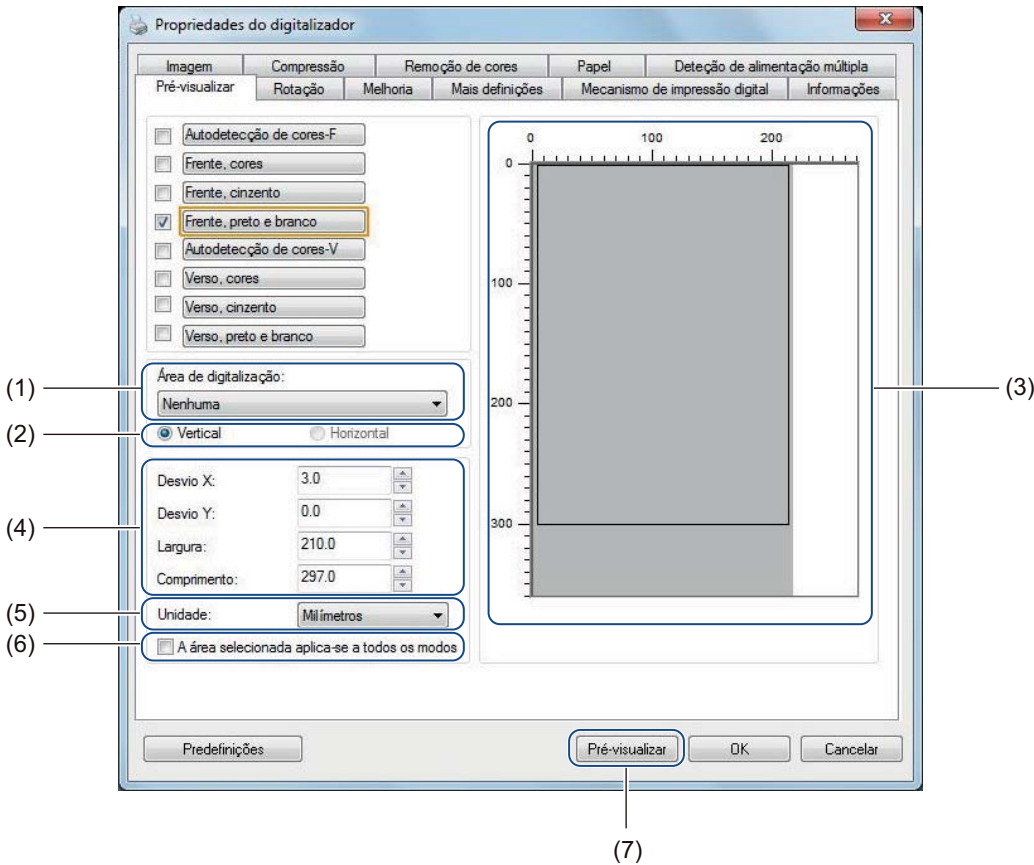 Propriedades do digitalizador
Imagem Compressão Remoção de cores Papel Deteção de alimentação múltipla
Pré-visualizar Rotação Melhoria Mais definições Mecanismo de impressão digital Informações
Autodetecção de cores-F
Frente, cores
Frente, cinzento
Frente, preto e branco
Autodetecção de cores-V
Verso, cores
Verso, cinzento
Verso, preto e branco
(1)
Área de digitalização:
Nenhuma
(2)
Vertical Horizontal
(4)
Desvio X: 3.0
Desvio Y: 0.0
Largura: 210.0
Comprimento: 297.0
(5)
Unidade: Milímetros
(6)
A área selecionada aplica-se a todos os modos
0 100 200
0
100
200
300
(3)
Predefinições Pré-visualizar OK Cancelar
(7)